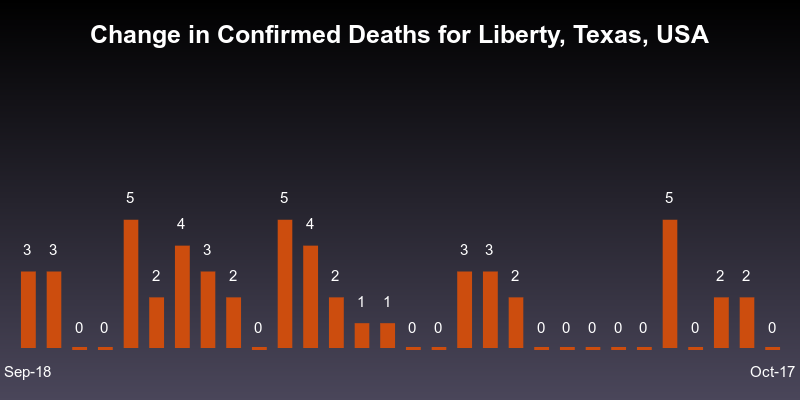 Change in Confirmed Deaths for Liberty, Texas, USA
3 3 0 0 5 2 4 3 2 0 5 4 2 1 1 0 0 3 3 2 0 0 0 0 0 5 0 2 2 0
Sep-18 Oct-17